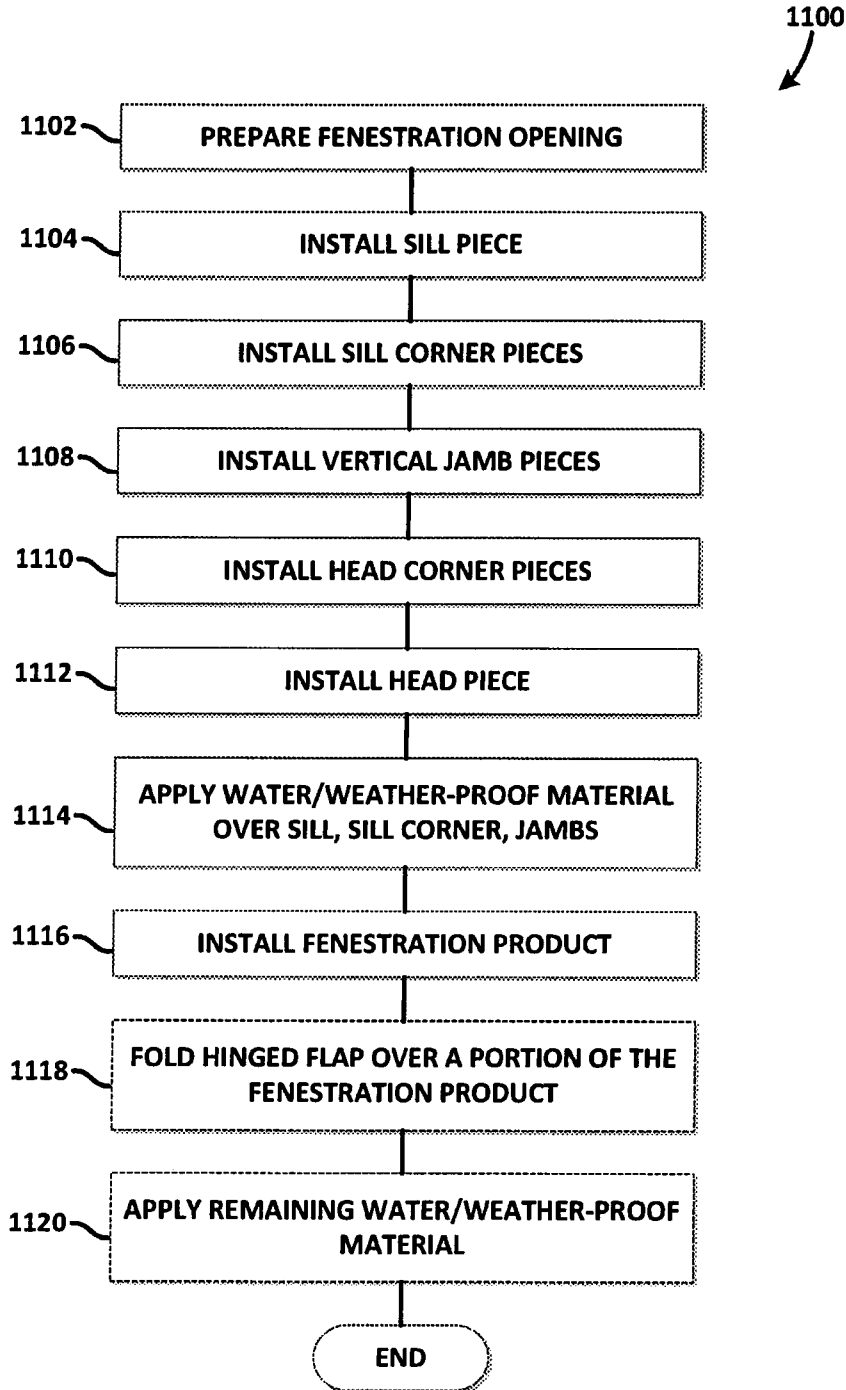 1100
1102
PREPARE FENESTRATION OPENING
1104
INSTALL SILL PIECE
1106
INSTALL SILL CORNER PIECES
1108
INSTALL VERTICAL JAMB PIECES
1110
INSTALL HEAD CORNER PIECES
1112
INSTALL HEAD PIECE
1114
APPLY WATER/WEATHER-PROOF MATERIAL
OVER SILL, SILL CORNER, JAMBS
1116
INSTALL FENESTRATION PRODUCT
1118
FOLD HINGED FLAP OVER A PORTION OF THE
FENESTRATION PRODUCT
1120
APPLY REMAINING WATER/WEATHER-PROOF
MATERIAL
END